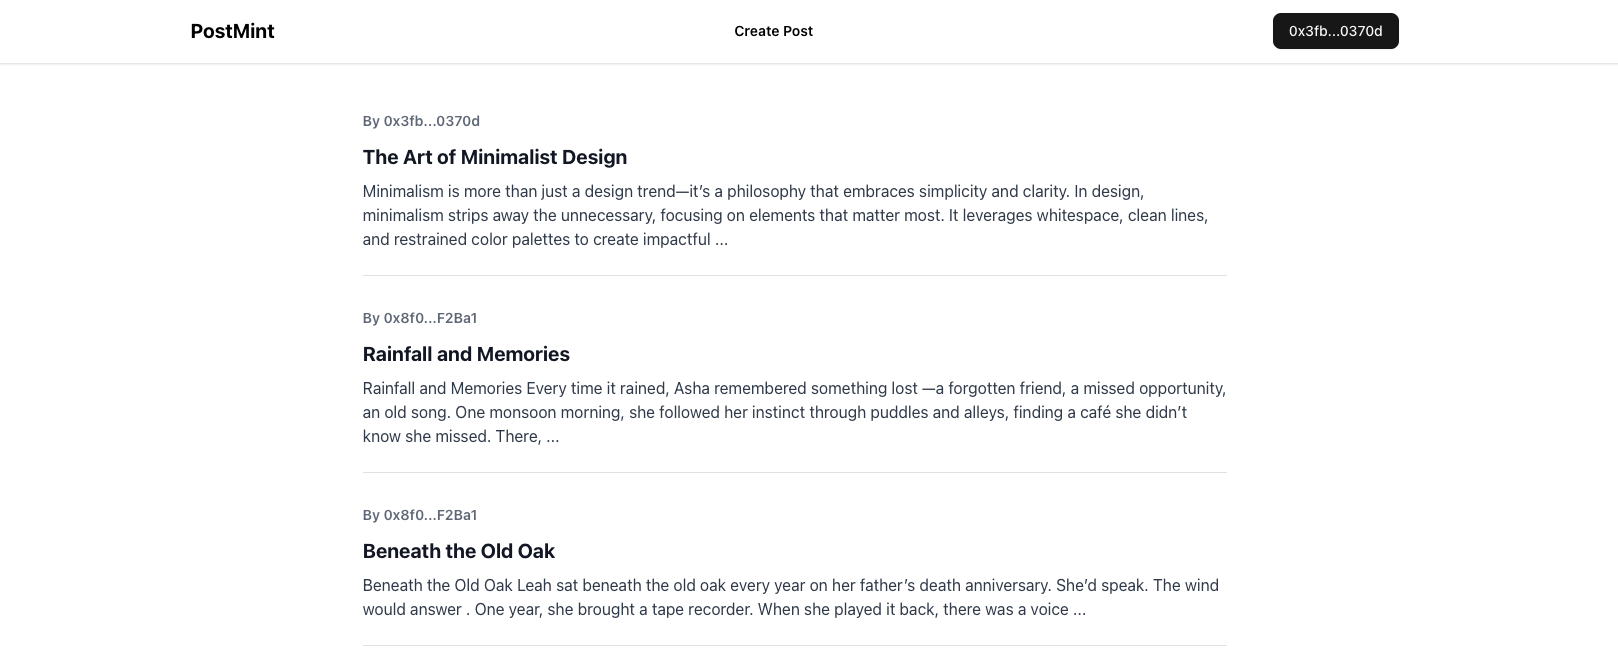 PostMint
Create Post
0x3fb...0370d
By 0x3fb...0370d
The Art of Minimalist Design
Minimalism is more than just a design trend—it’s a philosophy that embraces simplicity and clarity. In design,
minimalism strips away the unnecessary, focusing on elements that matter most. It leverages whitespace, clean lines,
and restrained color palettes to create impactful ...
By 0x8f0...F2Ba1
Rainfall and Memories
Rainfall and Memories Every time it rained, Asha remembered something lost —a forgotten friend, a missed opportunity,
an old song. One monsoon morning, she followed her instinct through puddles and alleys, finding a café she didn’t
know she missed. There, ...
By 0x8f0...F2Ba1
Beneath the Old Oak
Beneath the Old Oak Leah sat beneath the old oak every year on her father’s death anniversary. She’d speak. The wind
would answer . One year, she brought a tape recorder. When she played it back, there was a voice ...